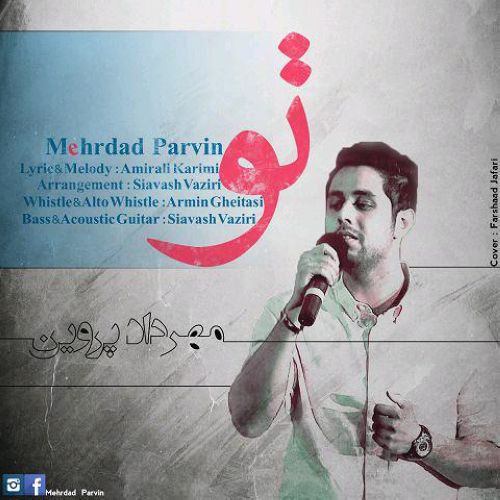 تو
Mehrdad Parvin
Lyric&Melody : Amirali Karimi
Arrangement : Siavash Vaziri
Whistle&Alto Whistle : Armin Gheitasi
Bass&Acoustic Guitar : Siavash Vaziri
Cover : Farshaad Jafari
مهرداد پروین
Mehrdad Parvin